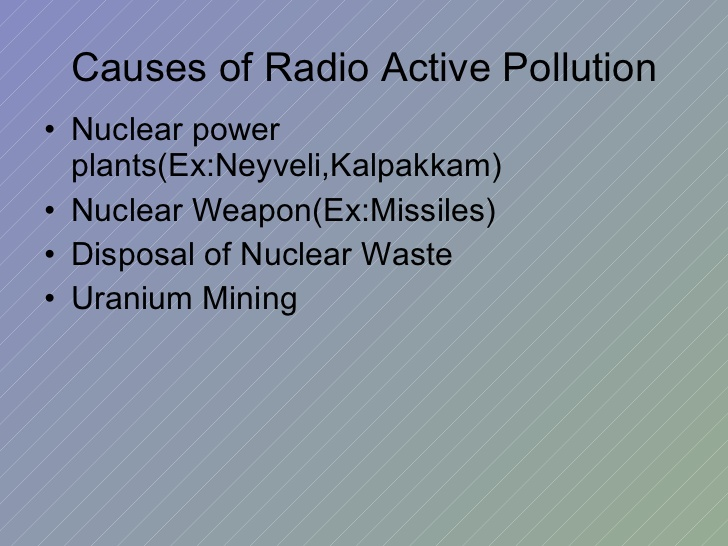 Causes of Radio Active Pollution
• Nuclear power
plants(Ex:Neyveli,Kalpakkam)
• Nuclear Weapon(Ex:Missiles)
• Disposal of Nuclear Waste
• Uranium Mining